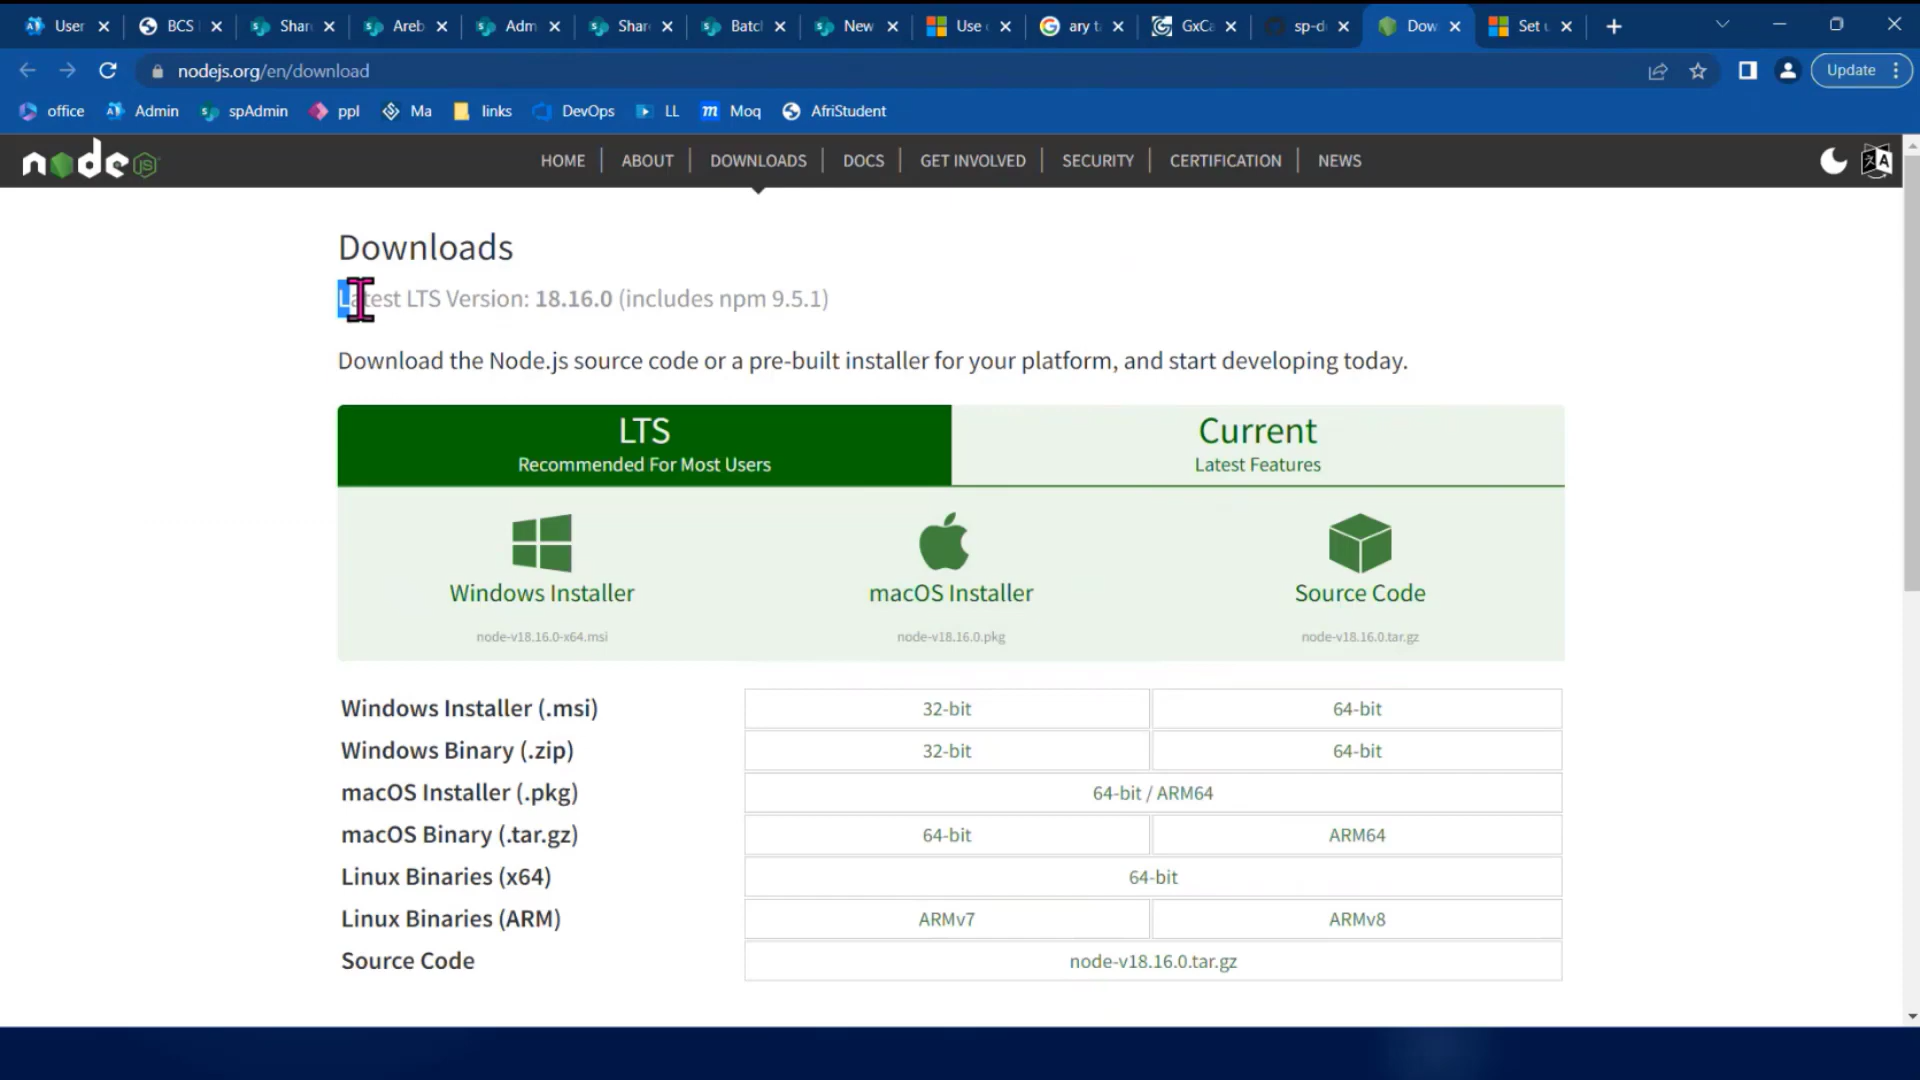 User
BCS
Shar
Areb
Adm
Shar
Batcl
New
Use
ary t
GxCa
sp-d
Dow
Set u
nodejs.org/en/download
Update
office
Admin
spAdmin
ppl
Ma
links
DevOps
LL
Moq
AfriStudent
node JS
HOME
ABOUT
DOWNLOADS
DOCS
GET INVOLVED
SECURITY
CERTIFICATION
NEWS
Downloads
Latest LTS Version: 18.16.0 (includes npm 9.5.1)
Download the Node.js source code or a pre-built installer for your platform, and start developing today.
LTS
Recommended For Most Users
Current
Latest Features
Windows Installer
node-v18.16.0-x64.msi
macOS Installer
node-v18.16.0.pkg
Source Code
node-v18.16.0.tar.gz
Windows Installer (.msi) 32-bit 64-bit
Windows Binary (.zip) 32-bit 64-bit
macOS Installer (.pkg) 64-bit / ARM64
macOS Binary (.tar.gz) 64-bit ARM64
Linux Binaries (x64) 64-bit
Linux Binaries (ARM) ARMv7 ARMv8
Source Code node-v18.16.0.tar.gz